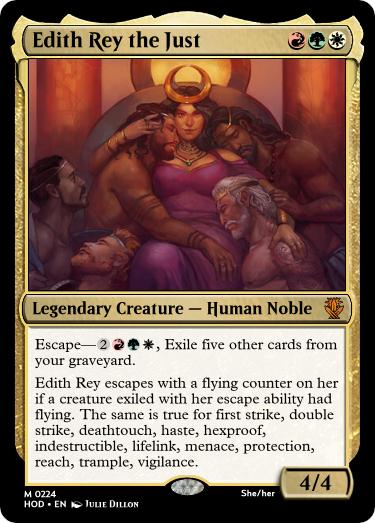 Edith Rey the Just
Legendary Creature — Human Noble
Escape—2, Exile five other cards from
your graveyard.
Edith Rey escapes with a flying counter on her
if a creature exiled with her escape ability had
flying. The same is true for first strike, double
strike, deathtouch, haste, hexproof,
indestructible, lifelink, menace, protection,
reach, trample, vigilance.
4/4
M 0224
HOD • EN Julie Dillon
She/her